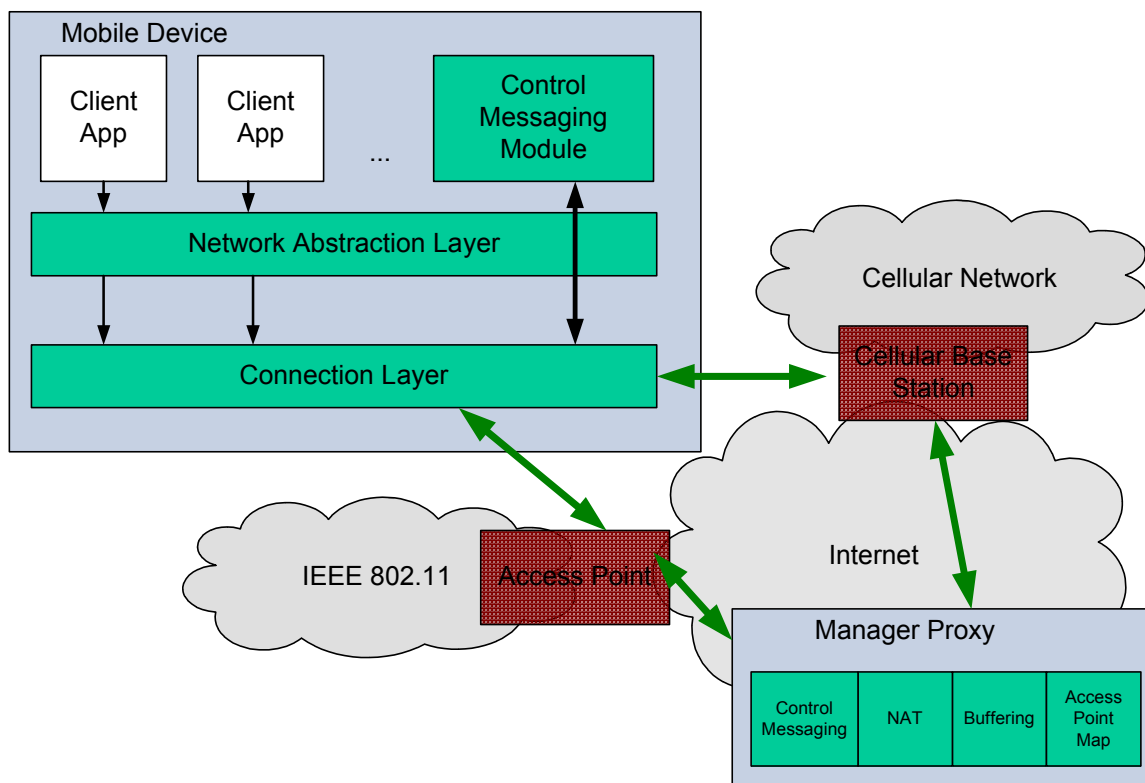 Mobile Device
Client
App
Client
App
...
Control
Messaging
Module
Network Abstraction Layer
Connection Layer
Cellular Network
Cellular Base
Station
IEEE 802.11
Access Point
Internet
Manager Proxy
Control
Messaging
NAT
Buffering
Access
Point
Map